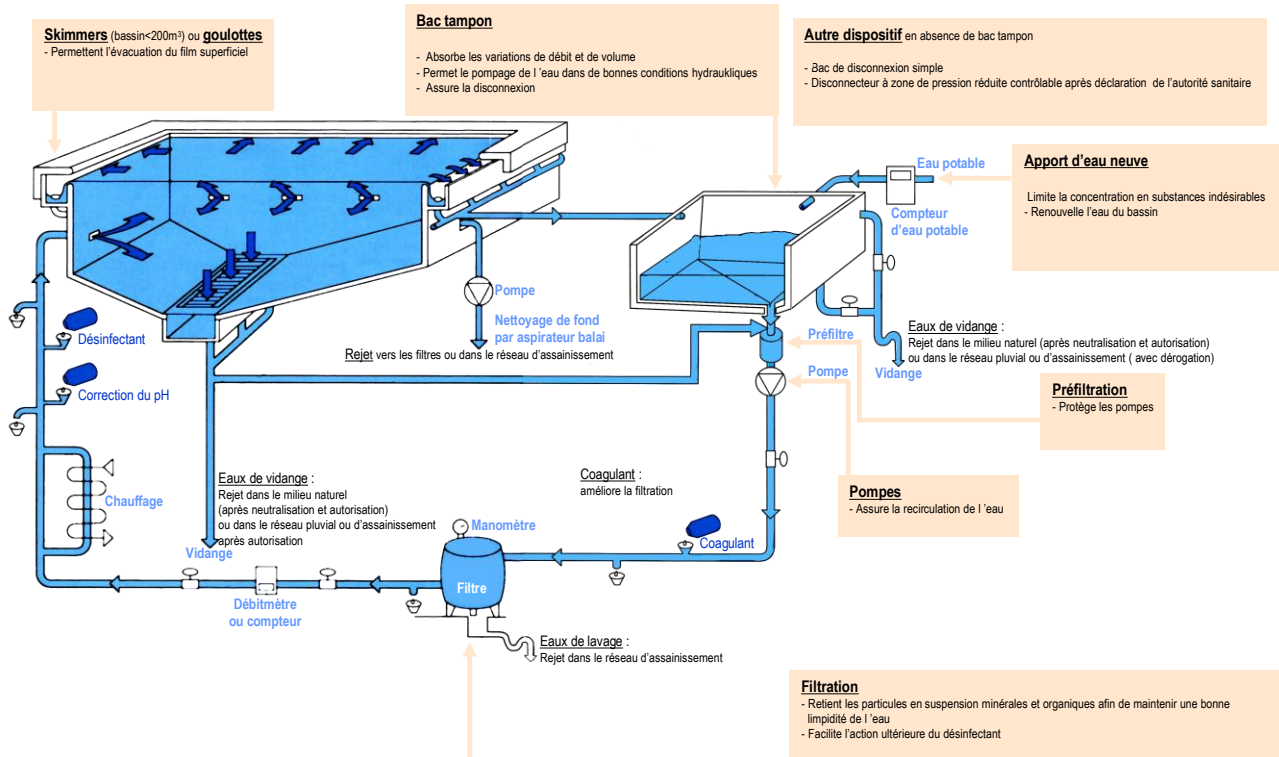 Skimmers (bassin<200m³) ou goulottes
- Permettent l'évacuation du film superficiel
Bac tampon
- Absorbe les variations de débit et de volume
- Permet le pompage de l 'eau dans de bonnes conditions hydraukliques
- Assure la disconnexion
Autre dispositif en absence de bac tampon
- Bac de disconnexion simple
- Disconnecteur à zone de pression réduite contrôlable après déclaration de l'autorité sanitaire
Eau potable
Compteur
d'eau potable
Apport d'eau neuve
Limite la concentration en substances indésirables
- Renouvelle l'eau du bassin
Pompe
Nettoyage de fond
par aspirateur balai
Rejet vers les filtres ou dans le réseau d'assainissement
Préfiltre
Pompe
Eaux de vidange :
Rejet dans le milieu naturel (après neutralisation et autorisation)
ou dans le réseau pluvial ou d'assainissement ( avec dérogation)
Vidange
Préfiltration
- Protège les pompes
Désinfectant
Correction du pH
Chauffage
Eaux de vidange :
Rejet dans le milieu naturel
(après neutralisation et autorisation)
ou dans le réseau pluvial ou d'assainissement
après autorisation
Vidange
Coagulant :
améliore la filtration
Pompes
- Assure la recirculation de l 'eau
Manomètre
Coagulant
Filtre
Débitmètre
ou compteur
Eaux de lavage :
Rejet dans le réseau d'assainissement
Filtration
- Retient les particules en suspension minérales et organiques afin de maintenir une bonne
limpidité de l 'eau
- Facilite l'action ultérieure du désinfectant